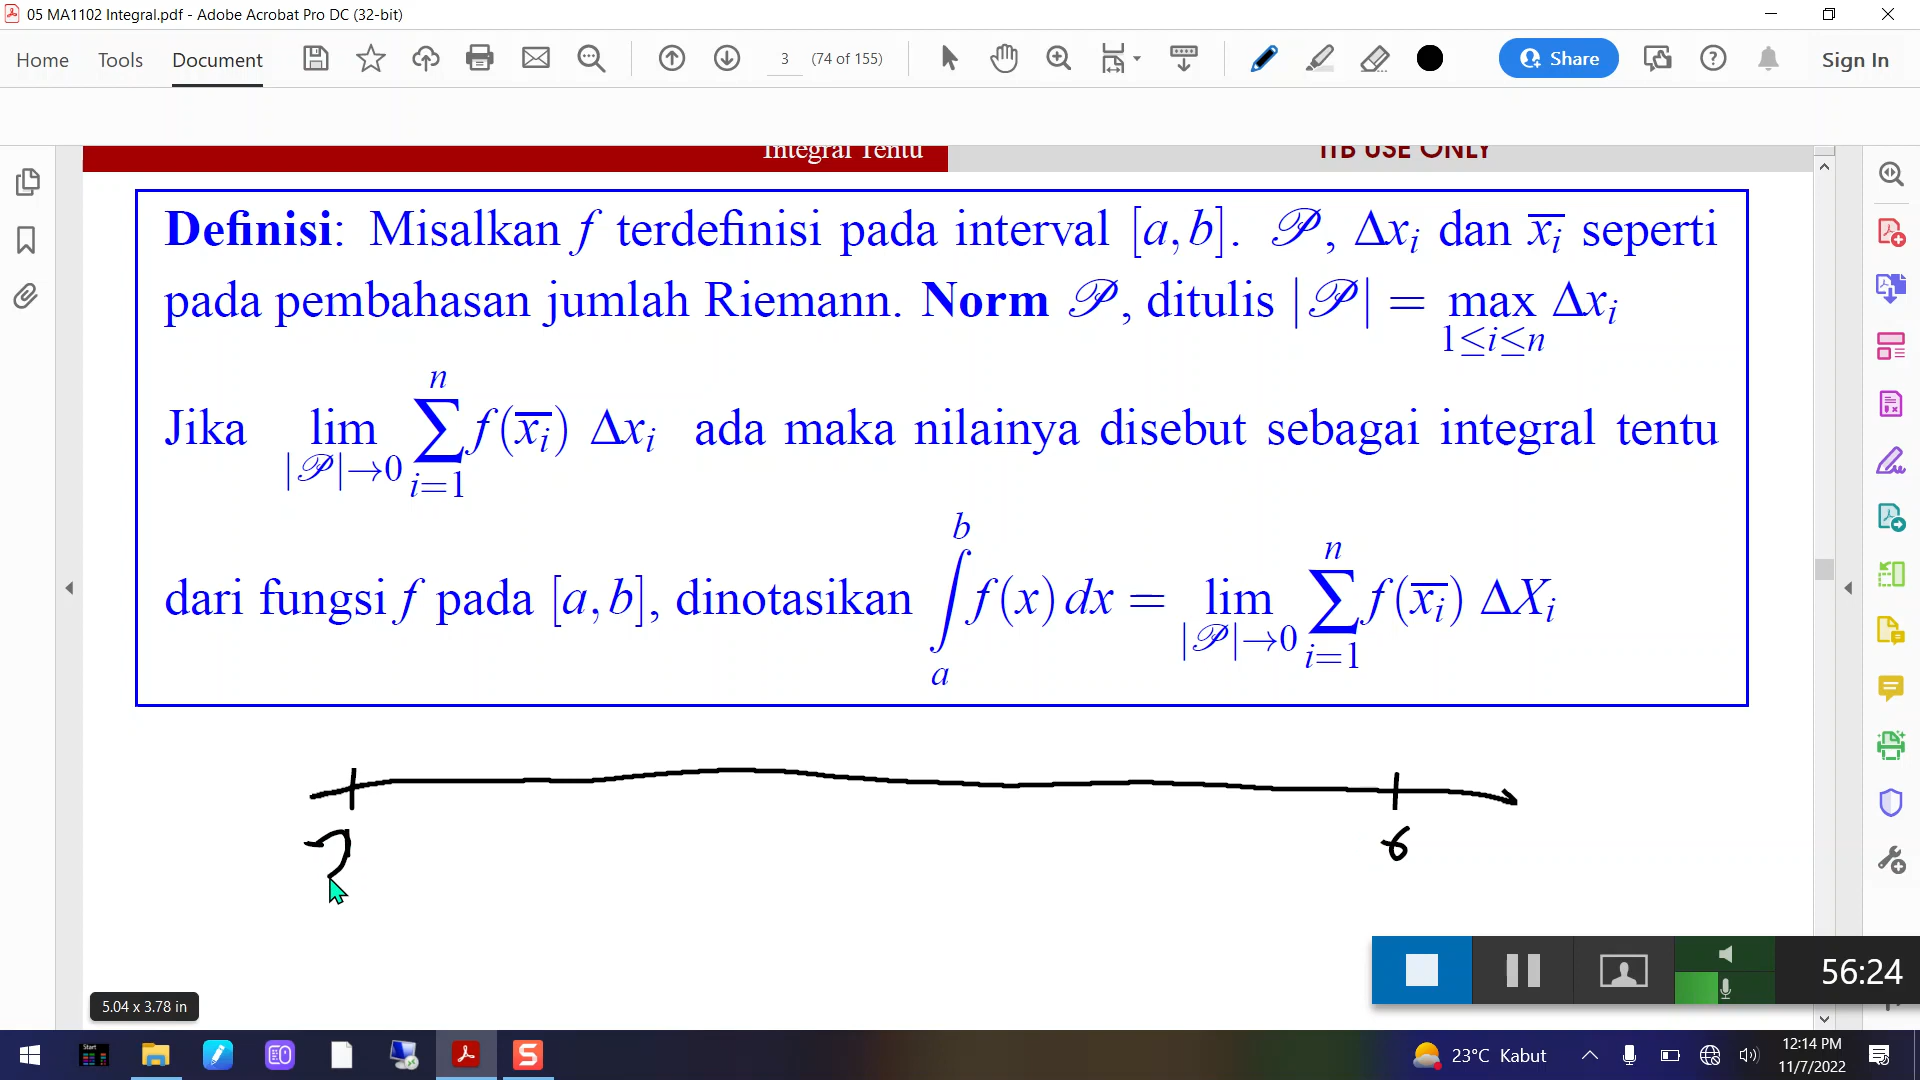 05 MA1102 Integral.pdf - Adobe Acrobat Pro DC (32-bit)
Home Tools Document 3 (74 of 155) Share Sign In
Integral Tentu ITB USE ONLY
Definisi: Misalkan f terdefinisi pada interval [a,b]. 𝒫, Δxᵢ dan x̅ᵢ seperti
pada pembahasan jumlah Riemann. Norm 𝒫, ditulis |𝒫| = max Δxᵢ
1≤i≤n
Jika lim |𝒫|→0 ∑ i=1 n f(x̅ᵢ) Δxᵢ ada maka nilainya disebut sebagai integral tentu
dari fungsi f pada [a,b], dinotasikan ∫ a b f(x) dx = lim |𝒫|→0 ∑ i=1 n f(x̅ᵢ) ΔXᵢ
6
56:24
5.04 x 3.78 in
Start
23°C Kabut
12:14 PM
11/7/2022